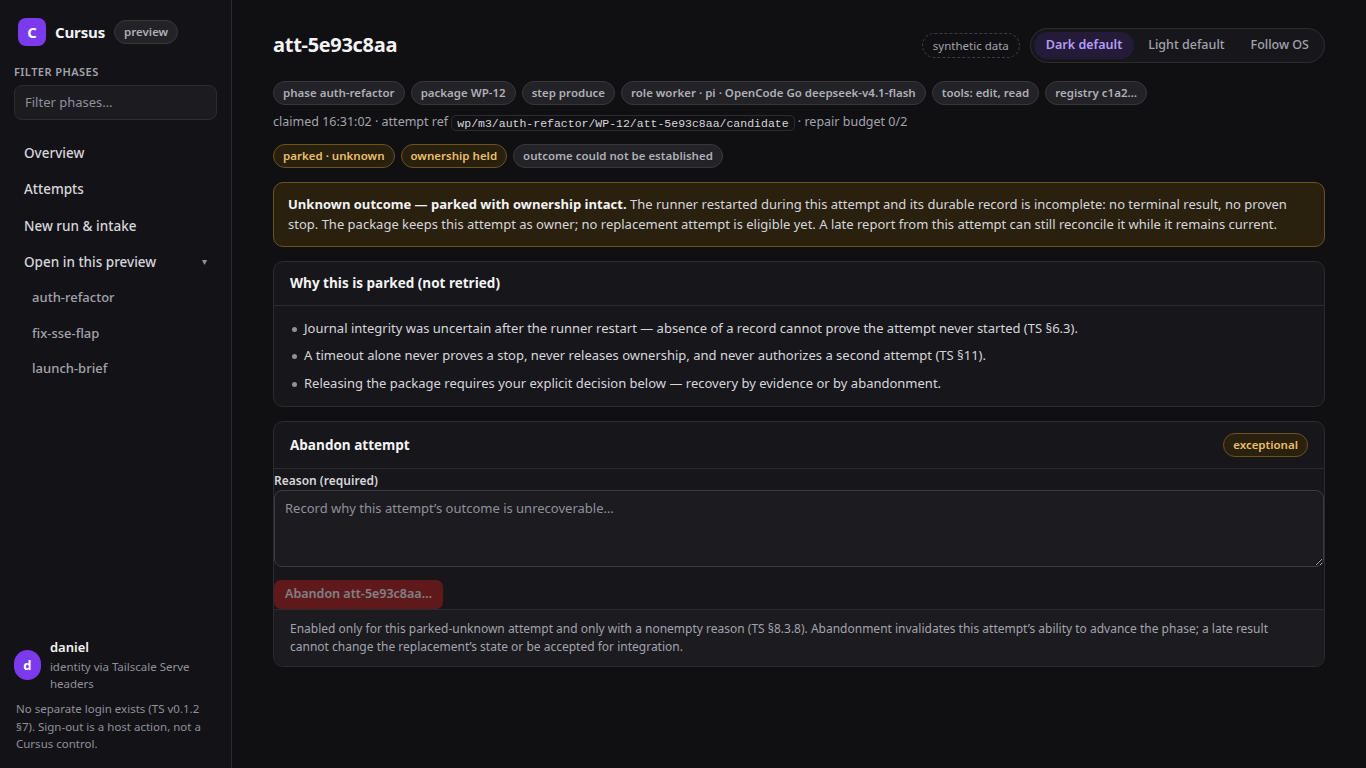 C Cursus preview
FILTER PHASES
Filter phases...
Overview
Attempts
New run & intake
Open in this preview ▾
auth-refactor
fix-sse-flap
launch-brief
d daniel
identity via Tailscale Serve
headers
No separate login exists (TS v0.1.2
§7). Sign-out is a host action, not a
Cursus control.
att-5e93c8aa
synthetic data Dark default Light default Follow OS
phase auth-refactor package WP-12 step produce role worker · pi · OpenCode Go deepseek-v4.1-flash tools: edit, read registry c1a2…
claimed 16:31:02 · attempt ref wp/m3/auth-refactor/WP-12/att-5e93c8aa/candidate · repair budget 0/2
parked · unknown ownership held outcome could not be established
Unknown outcome — parked with ownership intact. The runner restarted during this attempt and its durable record is incomplete: no terminal result, no proven
stop. The package keeps this attempt as owner; no replacement attempt is eligible yet. A late report from this attempt can still reconcile it while it remains current.
Why this is parked (not retried)
• Journal integrity was uncertain after the runner restart — absence of a record cannot prove the attempt never started (TS §6.3).
• A timeout alone never proves a stop, never releases ownership, and never authorizes a second attempt (TS §11).
• Releasing the package requires your explicit decision below — recovery by evidence or by abandonment.
Abandon attempt exceptional
Reason (required)
Record why this attempt's outcome is unrecoverable…
Abandon att-5e93c8aa…
Enabled only for this parked-unknown attempt and only with a nonempty reason (TS §8.3.8). Abandonment invalidates this attempt's ability to advance the phase; a late result
cannot change the replacement's state or be accepted for integration.